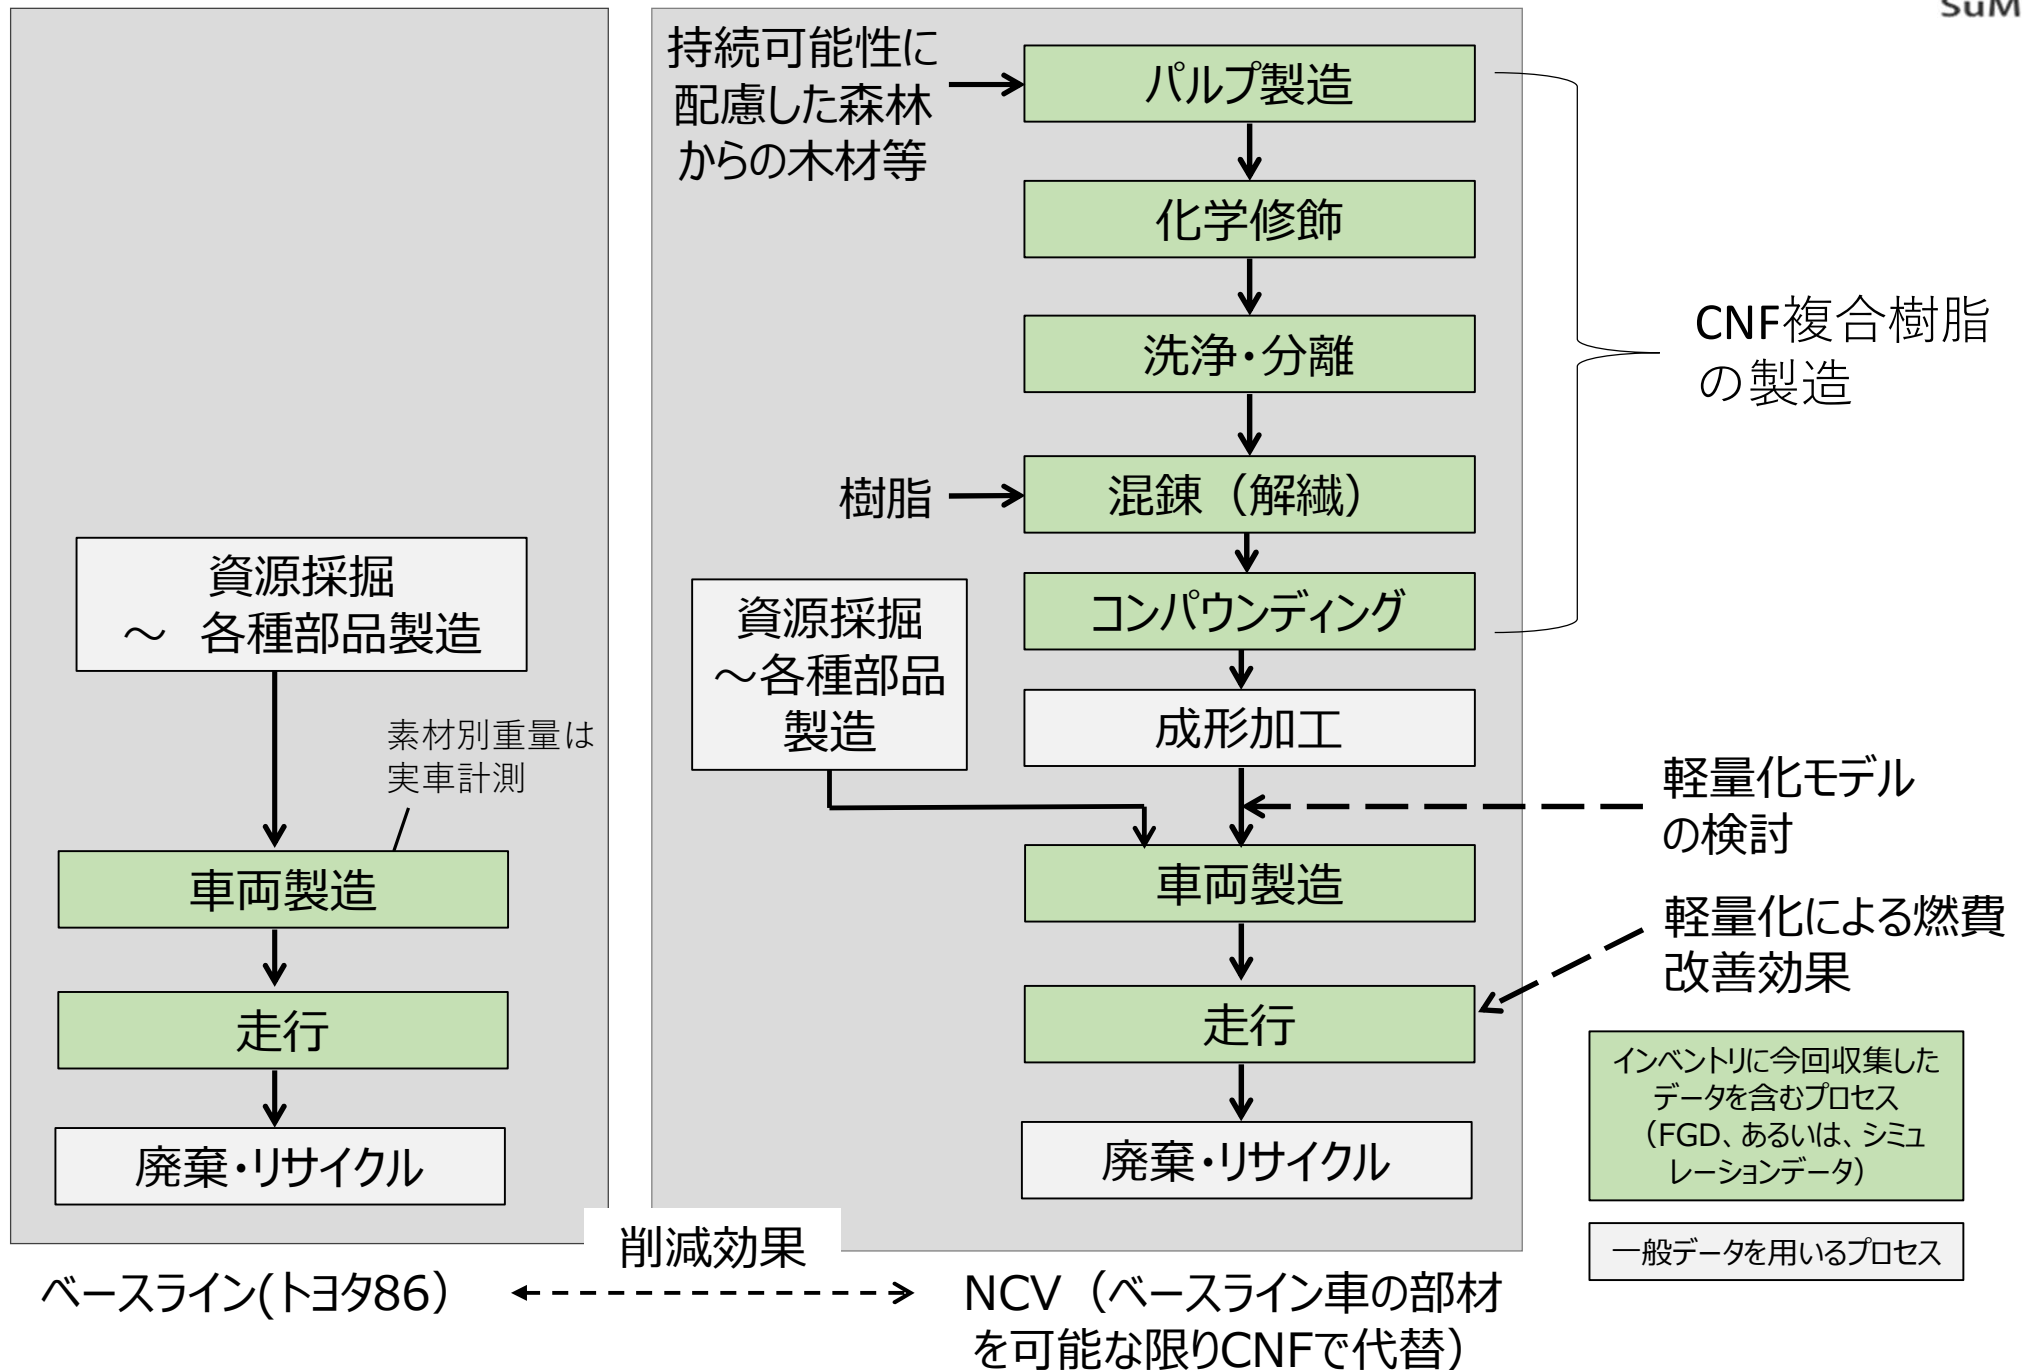 SuM
持続可能性に
配慮した森林
からの木材等
パルプ製造
化学修飾
洗浄・分離
樹脂
混錬（解繊）
コンパウンディング
CNF複合樹脂
の製造
資源採掘
～ 各種部品製造
素材別重量は
実車計測
車両製造
走行
廃棄・リサイクル
資源採掘
～各種部品
製造
成形加工
車両製造
走行
廃棄・リサイクル
軽量化モデル
の検討
軽量化による燃費
改善効果
インベントリに今回収集した
データを含むプロセス
（FGD、あるいは、シミュ
レーションデータ）
一般データを用いるプロセス
削減効果
ベースライン(トヨタ86）
NCV（ベースライン車の部材
を可能な限りCNFで代替）